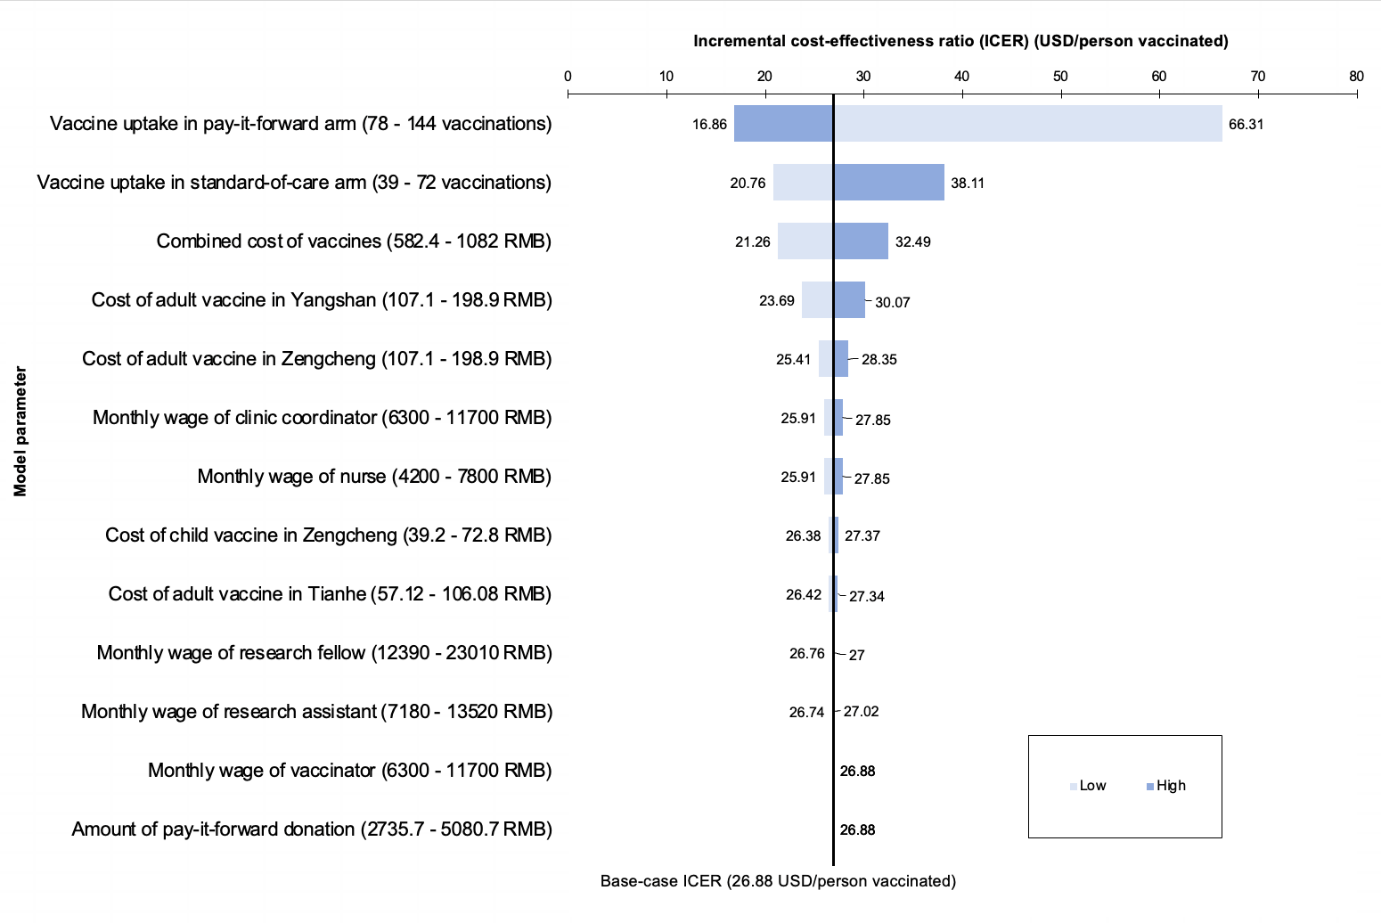 Incremental cost-effectiveness ratio (ICER) (USD/person vaccinated)
0 10 20 30 40 50 60 70 80
Vaccine uptake in pay-it-forward arm (78 - 144 vaccinations) 16.86 66.31
Vaccine uptake in standard-of-care arm (39 - 72 vaccinations) 20.76 38.11
Combined cost of vaccines (582.4 - 1082 RMB) 21.26 32.49
Cost of adult vaccine in Yangshan (107.1 - 198.9 RMB) 23.69 30.07
Cost of adult vaccine in Zengcheng (107.1 - 198.9 RMB) 25.41 28.35
Monthly wage of clinic coordinator (6300 - 11700 RMB) 25.91 27.85
Monthly wage of nurse (4200 - 7800 RMB) 25.91 27.85
Cost of child vaccine in Zengcheng (39.2 - 72.8 RMB) 26.38 27.37
Cost of adult vaccine in Tianhe (57.12 - 106.08 RMB) 26.42 27.34
Monthly wage of research fellow (12390 - 23010 RMB) 26.76 27
Monthly wage of research assistant (7180 - 13520 RMB) 26.74 27.02
Monthly wage of vaccinator (6300 - 11700 RMB) 26.88
Amount of pay-it-forward donation (2735.7 - 5080.7 RMB) 26.88
Model parameter
Low High
Base-case ICER (26.88 USD/person vaccinated)